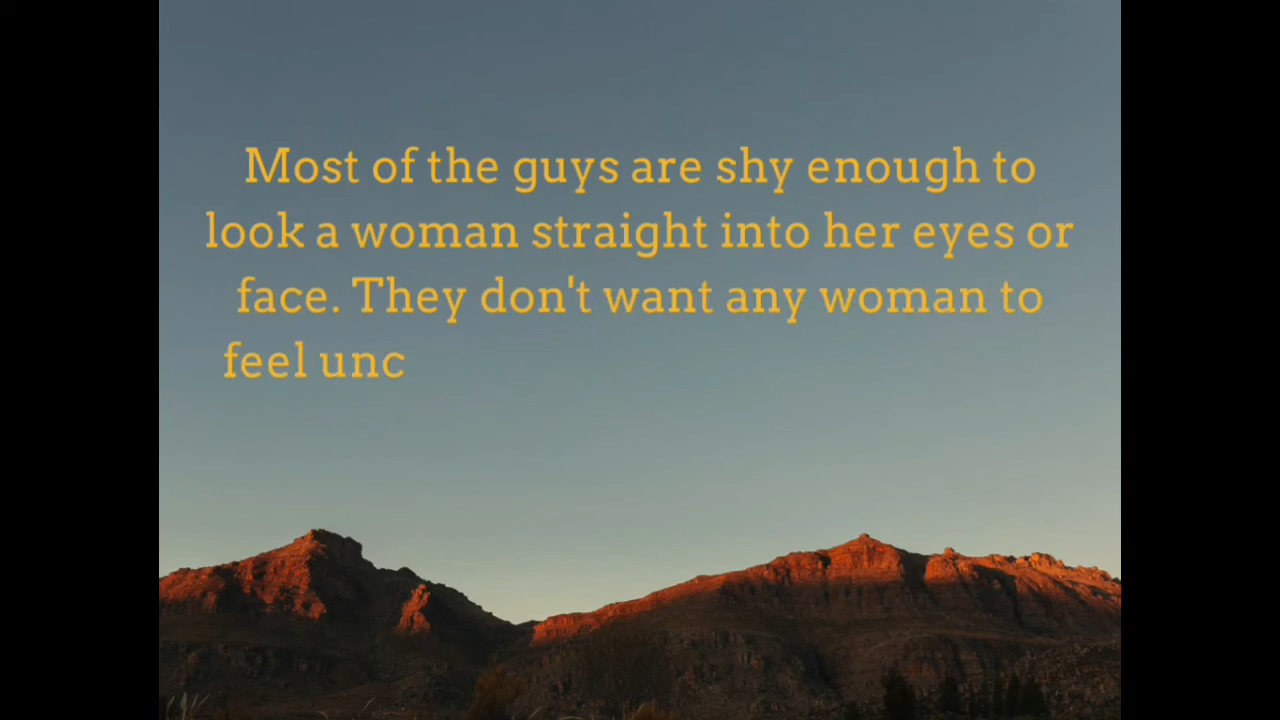 Most of the guys are shy enough to
look a woman straight into her eyes or
face. They don't want any woman to
feel unc